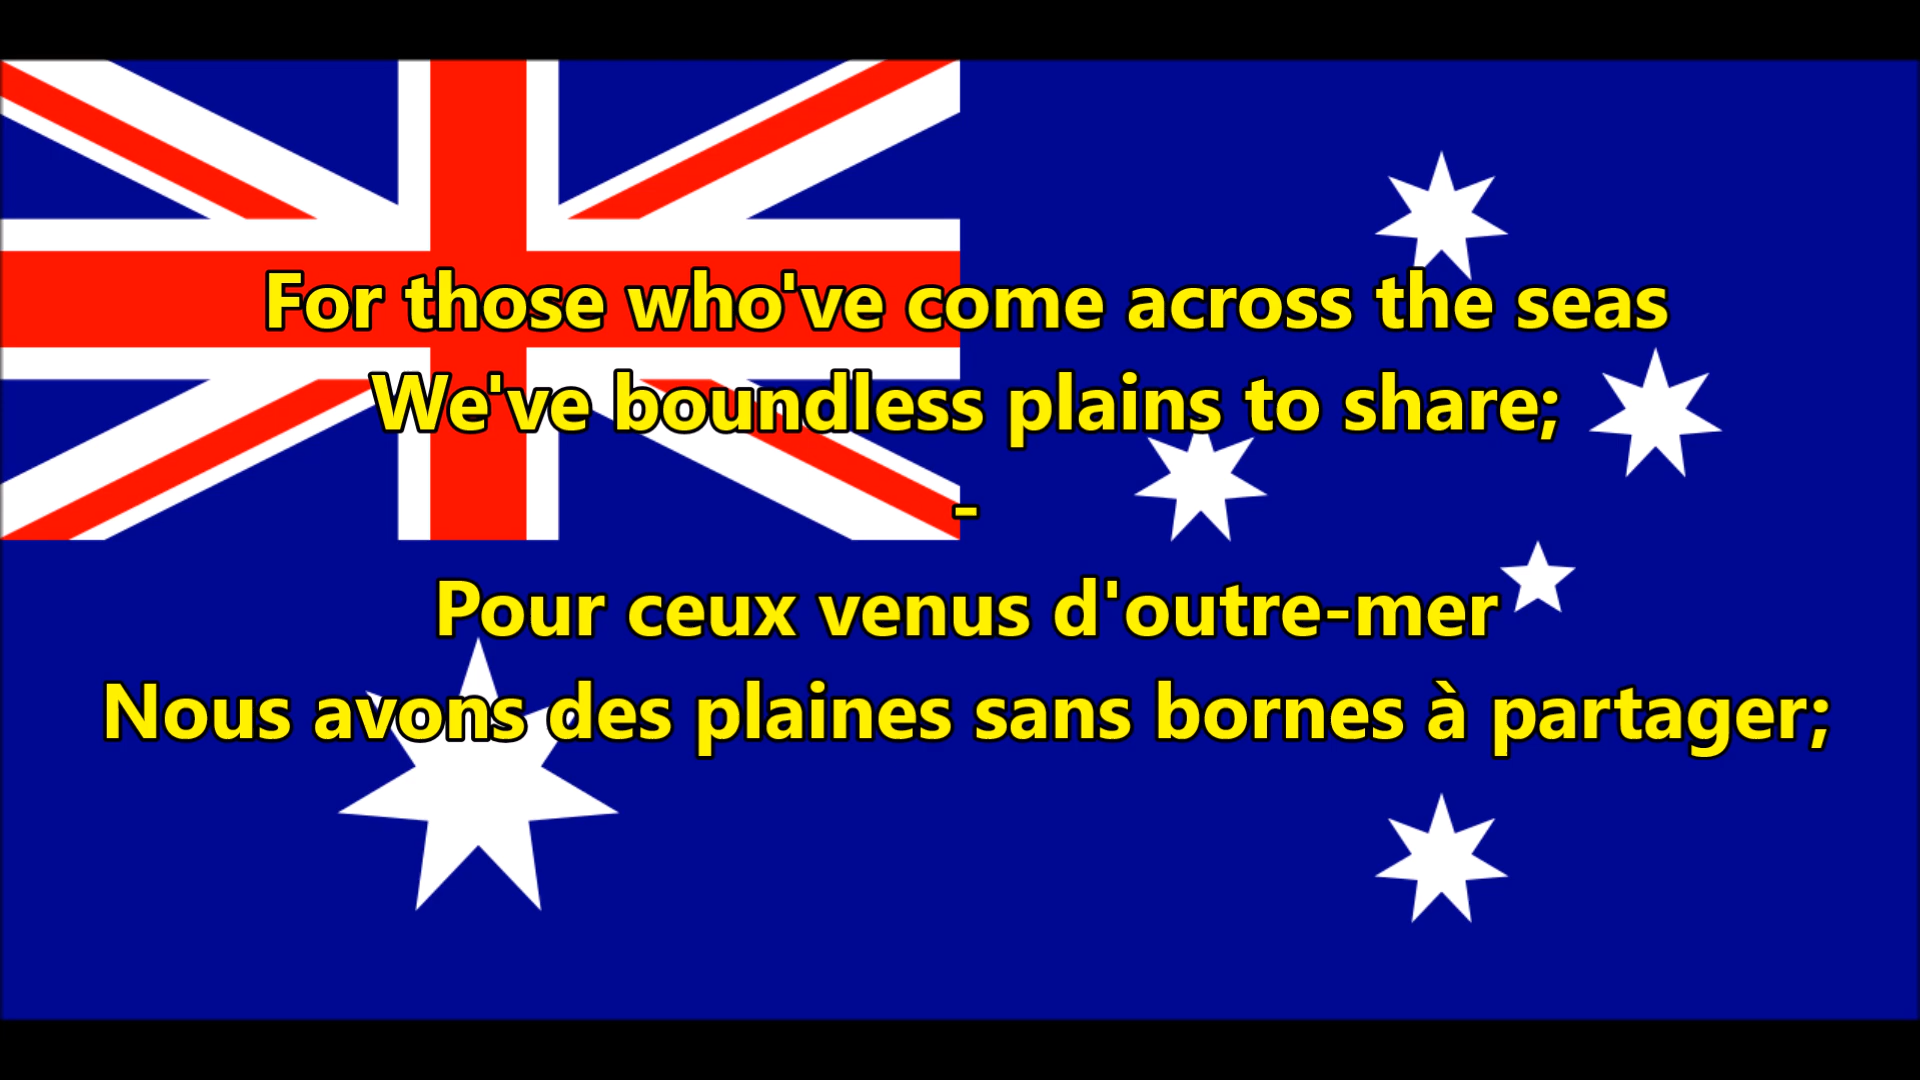 For those who've come across the seas
We've boundless plains to share;
-
Pour ceux venus d'outre-mer
Nous avons des plaines sans bornes à partager;